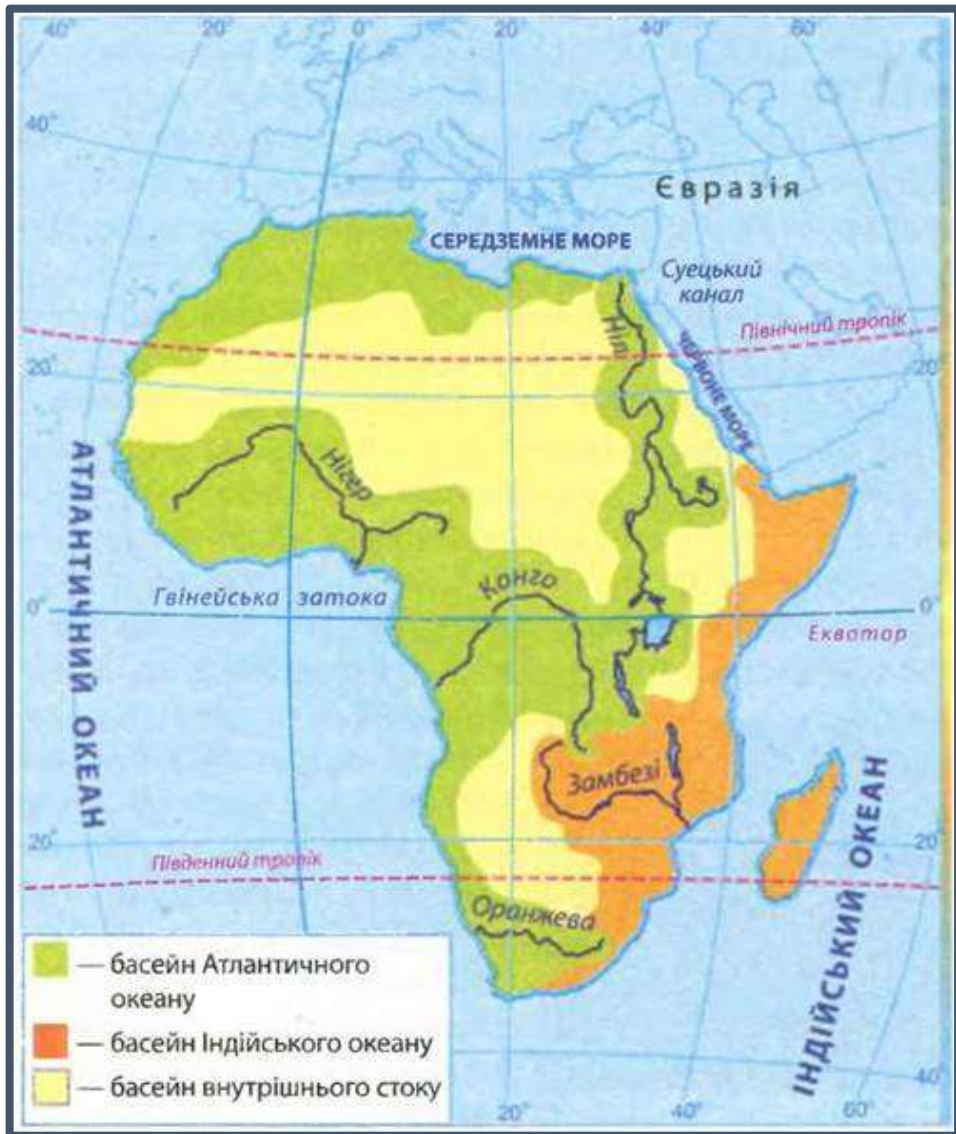 40° 20° 0° 20° 40° 60°
40°
Євразія
СЕРЕДЗЕМНЕ МОРЕ
Суецький
канал
Північний тропік
Ніл
ЧЕРВОНЕ МОРЕ
20° 20°
АТЛАНТИЧНИЙ ОКЕАН
Нігер
Конго
Гвінейська затока
0° 0°
Екватор
Замбезі
ІНДІЙСЬКИЙ ОКЕАН
20° 20°
Південний тропік
Оранжева
— басейн Атлантичного
океану
— басейн Індійського океану
— басейн внутрішнього стоку
20° 40° 60°